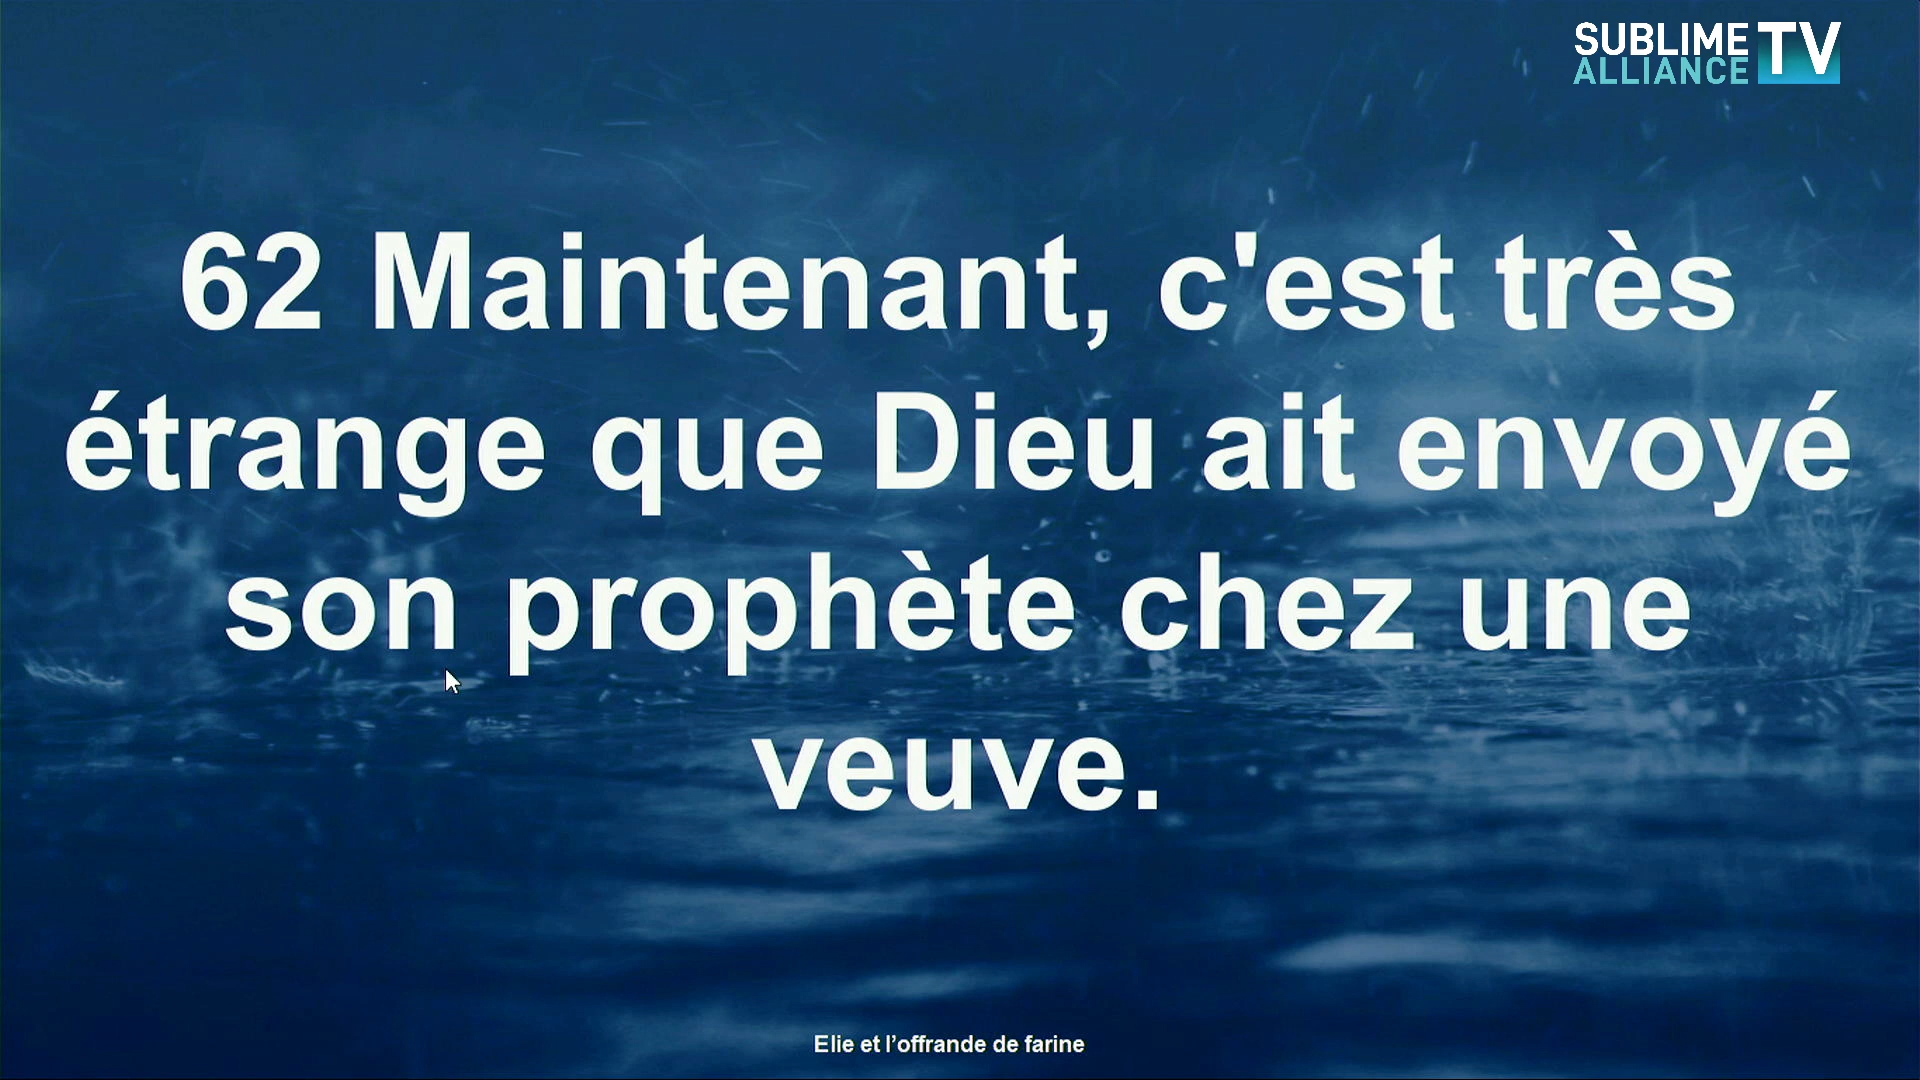 SUBLIME TV
ALLIANCE
62 Maintenant, c'est très
étrange que Dieu ait envoyé
son prophète chez une
veuve.
Elie et l’offrande de farine